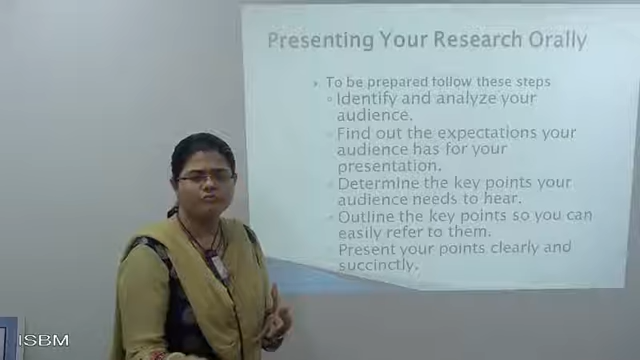 Presenting Your Research Orally
To be prepared follow these steps
Identify and analyze your
audience.
Find out the expectations your
audience has for your
presentation.
Determine the key points your
audience needs to hear.
Outline the key points so you can
easily refer to them.
Present your points clearly and
succinctly.
ISBM